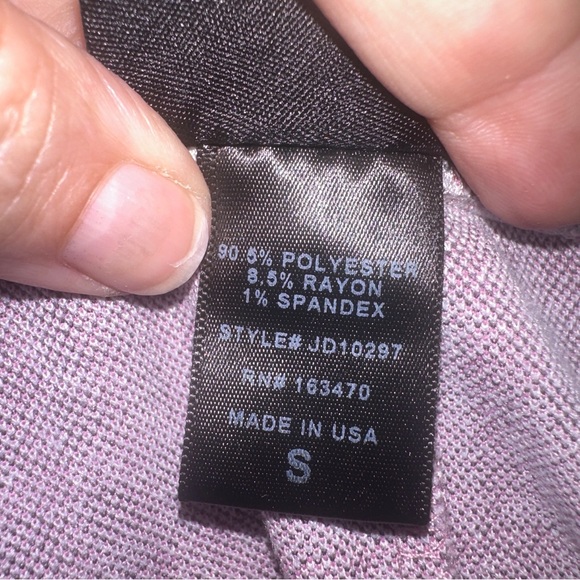 90.5% POLYESTER
8.5% RAYON
1% SPANDEX
STYLE# JD10297
RN# 163470
MADE IN USA
S